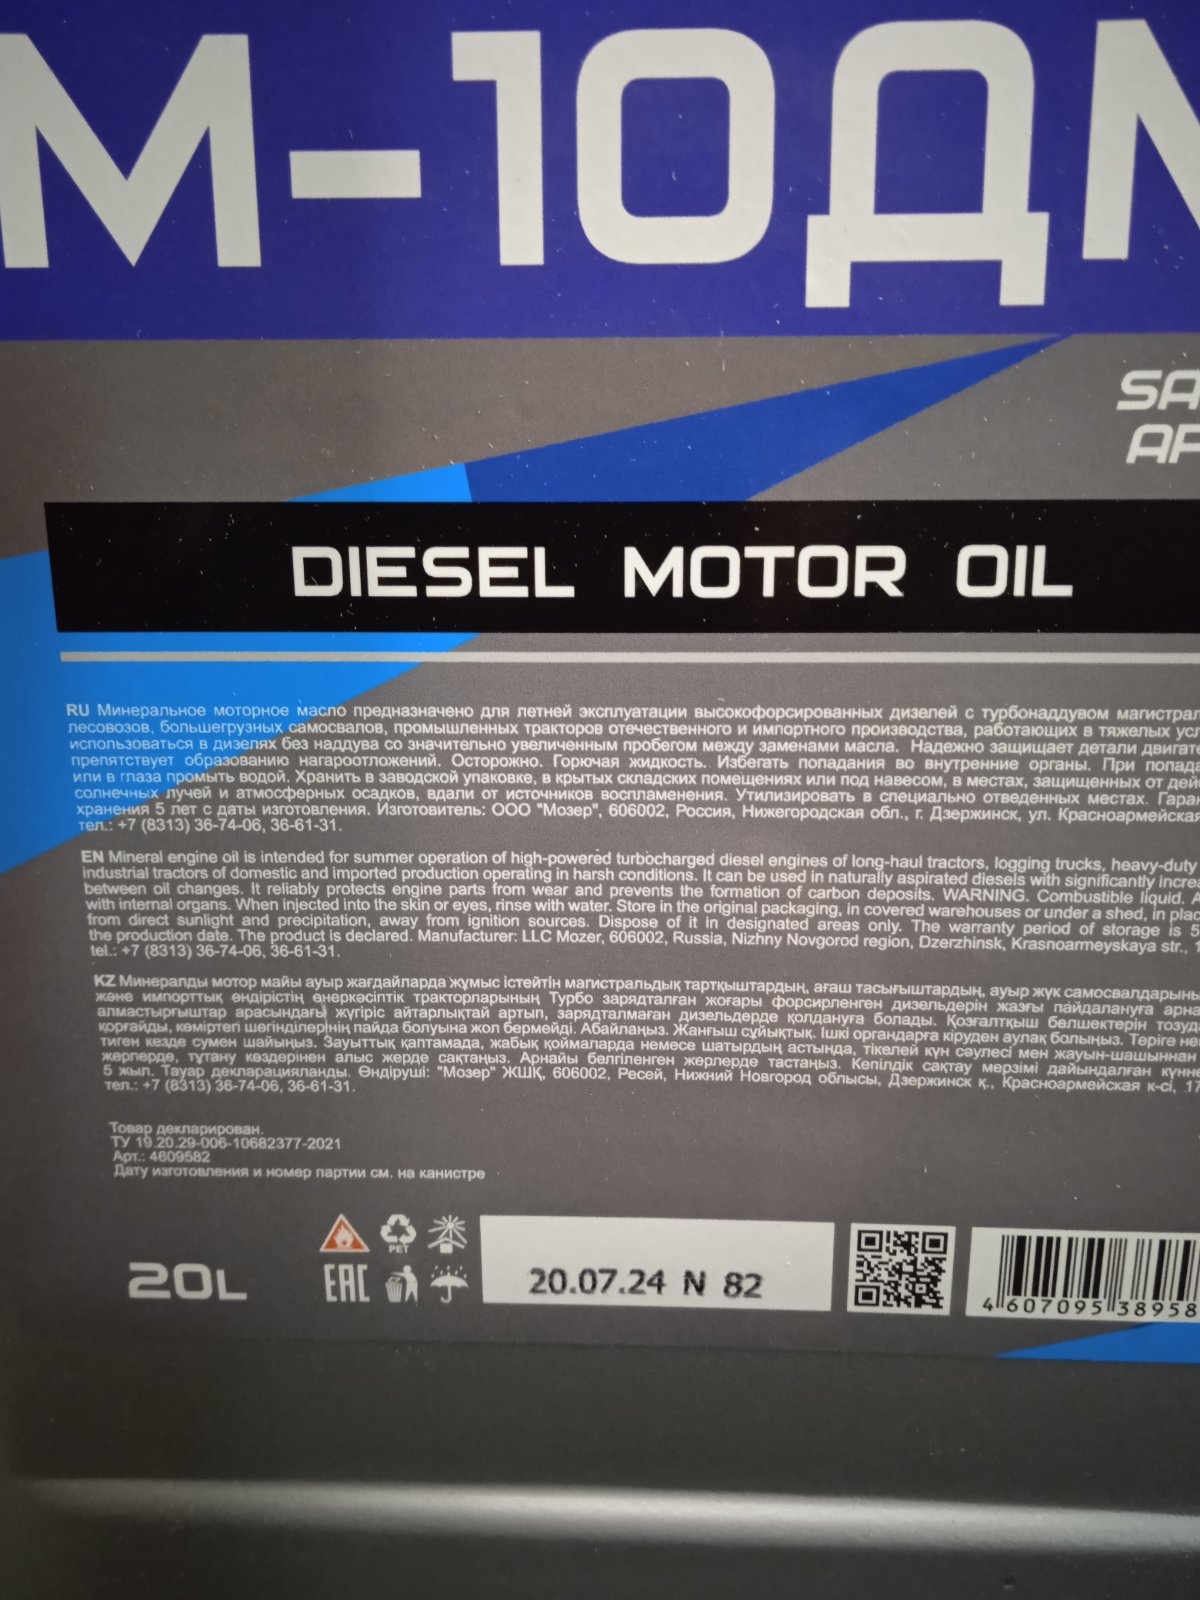 М-10ДМ
SA
AP
DIESEL MOTOR OIL
RU Минеральное моторное масло предназначено для летней эксплуатации высокофорсированных дизелей с турбонаддувом магистрал
лесовозов, большегрузных самосвалов, промышленных тракторов отечественного и импортного производства, работающих в тяжелых усл
использоваться в дизелях без наддува со значительно увеличенным пробегом между заменами масла. Надежно защищает детали двигат
препятствует образованию нагароотложений. Осторожно. Горючая жидкость. Избегать попадания во внутренние органы. При попада
или в глаза промыть водой. Хранить в заводской упаковке, в крытых складских помещениях или под навесом, в местах, защищенных от дей
солнечных лучей и атмосферных осадков, вдали от источников воспламенения. Утилизировать в специально отведенных местах. Гаран
хранения 5 лет с даты изготовления. Изготовитель: ООО "Мозер", 606002, Россия, Нижегородская обл., г. Дзержинск, ул. Красноармейская
тел.: +7 (8313) 36-74-06, 36-61-31.
EN Mineral engine oil is intended for summer operation of high-powered turbocharged diesel engines of long-haul tractors, logging trucks, heavy-duty
industrial tractors of domestic and imported production operating in harsh conditions. It can be used in naturally aspirated diesels with significantly increa
between oil changes. It reliably protects engine parts from wear and prevents the formation of carbon deposits. WARNING. Combustible liquid. A
with internal organs. When injected into the skin or eyes, rinse with water. Store in the original packaging, in covered warehouses or under a shed, in plac
from direct sunlight and precipitation, away from ignition sources. Dispose of it in designated areas only. The warranty period of storage is 5
the production date. The product is declared. Manufacturer: LLC Mozer, 606002, Russia, Nizhny Novgorod region, Dzerzhinsk, Krasnoarmeyskaya str., 1
tel.: +7 (8313) 36-74-06, 36-61-31.
KZ Минералды мотор майы ауыр жағдайларда жұмыс істейтін магистральдық тартқыштардың, ағаш тасығыштардың, ауыр жүк самосвалдарыны
және импорттық өндірістің өнеркәсіптік тракторларының Турбо зарядталған жоғары форсирленген дизельдерін жазғы пайдалануға арна
алмастырғыштар арасындағы жүгіріс айтарлықтай артып, зарядталмаған дизельдерде қолдануға болады. Қозғалтқыш бөлшектерін тозуд
қорғайды, көміртегі шөгінділерінің пайда болуына жол бермейді. Абайлаңыз. Жанғыш сұйықтық. Ішкі органдарға кіруден аулақ болыңыз. Теріге не
тиген кезде сумен шайыңыз. Зауыттық қаптамада, жабық қоймаларда немесе шатырдың астында, тікелей күн сәулесі мен жауын-шашыннан
жерлерде, тұтану көздерінен алыс жерде сақтаңыз. Арнайы белгіленген жерлерде тастаңыз. Кепілдік сақтау мерзімі дайындалған күнне
5 жыл. Тауар декларацияланды. Өндіруші: "Мозер" ЖШҚ, 606002, Ресей, Нижний Новгород облысы, Дзержинск қ., Красноармейская к-сі, 17
тел.: +7 (8313) 36-74-06, 36-61-31.
Товар декларирован.
ТУ 19.20.29-006-10682377-2021
Арт.: 4609582
Дату изготовления и номер партии см. на канистре
PET
20L
EAC
20.07.24 N 82
4 607095 38958